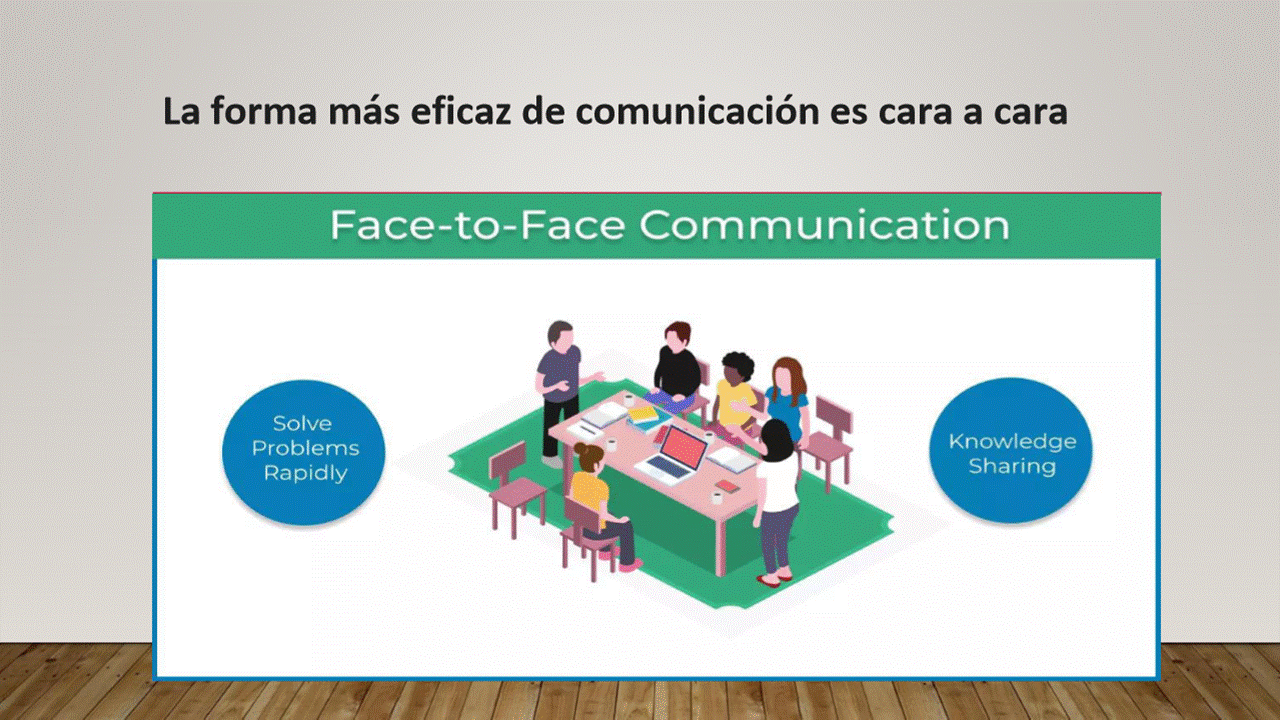 La forma más eficaz de comunicación es cara a cara
Face-to-Face Communication
Solve
Problems
Rapidly
Knowledge
Sharing